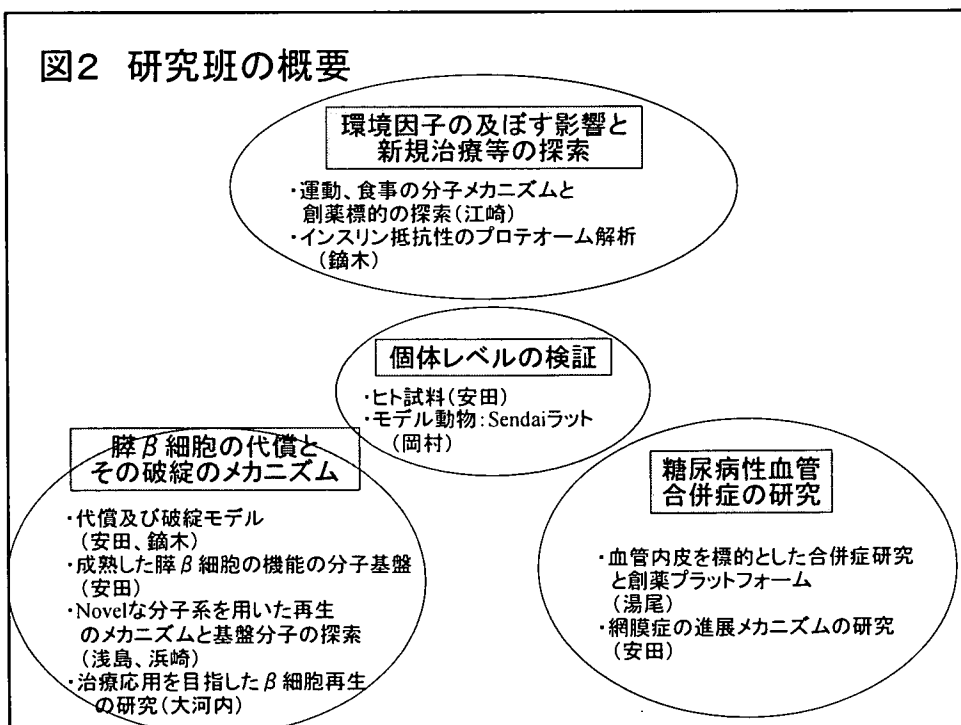 図2 研究班の概要
環境因子の及ぼす影響と
新規治療等の探索
・運動、食事の分子メカニズムと
創薬標的の探索(江崎)
・インスリン抵抗性のプロテオーム解析
(鏑木)
個体レベルの検証
・ヒト試料(安田)
・モデル動物：Sendaiラット
(岡村)
膵β細胞の代償と
その破綻のメカニズム
・代償及び破綻モデル
(安田、鏑木)
・成熟した膵β細胞の機能の分子基盤
(安田)
・Novelな分子系を用いた再生
のメカニズムと基盤分子の探索
(浅島、浜崎)
・治療応用を目指したβ細胞再生
の研究(大河内)
糖尿病性血管
合併症の研究
・血管内皮を標的とした合併症研究
と創薬プラットフォーム
(湯尾)
・網膜症の進展メカニズムの研究
(安田)